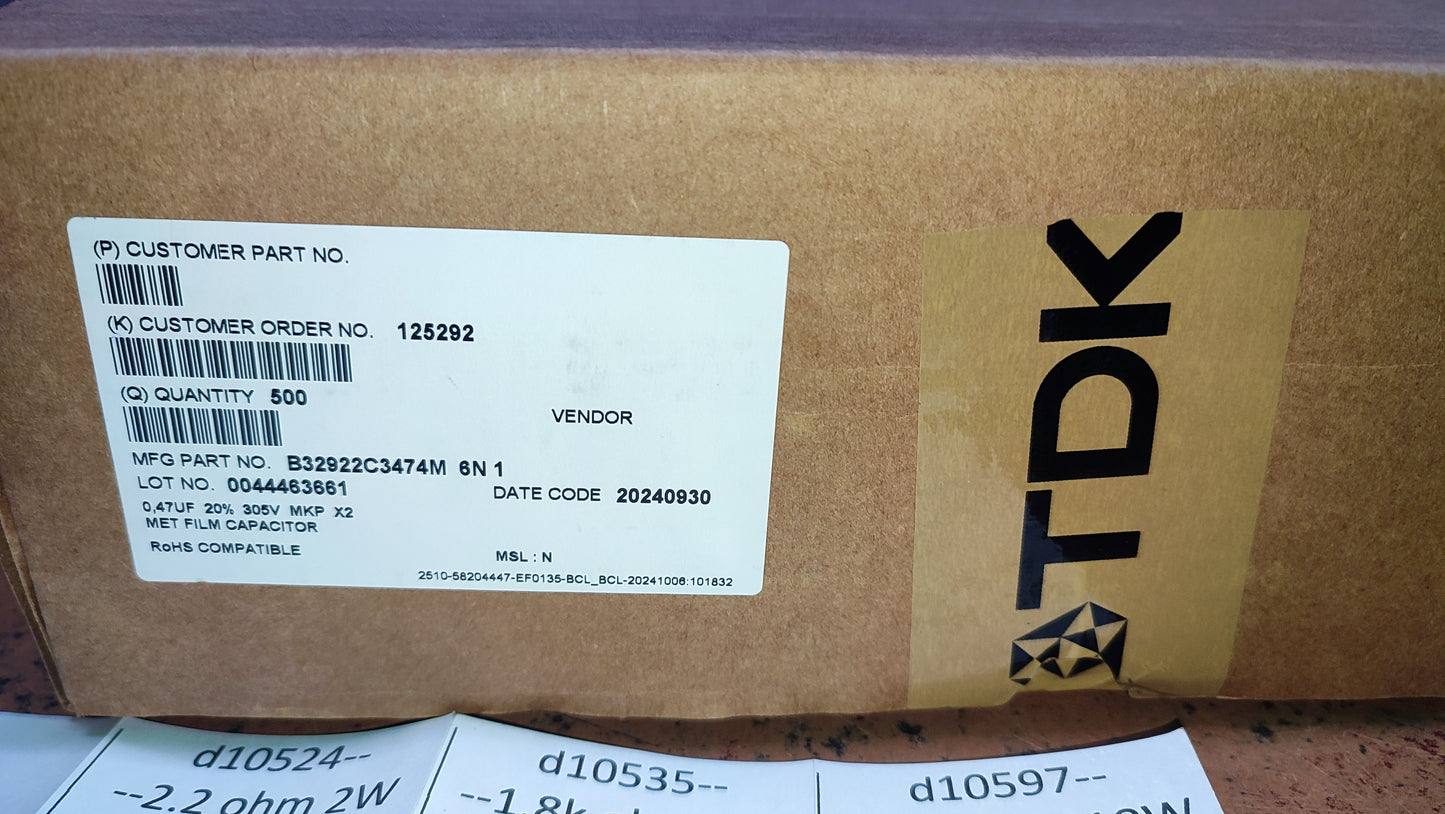 (P) CUSTOMER PART NO.
(K) CUSTOMER ORDER NO. 125292
(Q) QUANTITY 500
VENDOR
MFG PART NO. B32922C3474M 6N 1
LOT NO. 0044463661
DATE CODE 20240930
0,47UF 20% 305V MKP X2
MET FILM CAPACITOR
RoHS COMPATIBLE
MSL : N
2510-58204447-EF0135-BCL_BCL-20241006:101832
TDK
d10524--
--2.2 ohm 2W
d10535--
--1.8k
d10597--